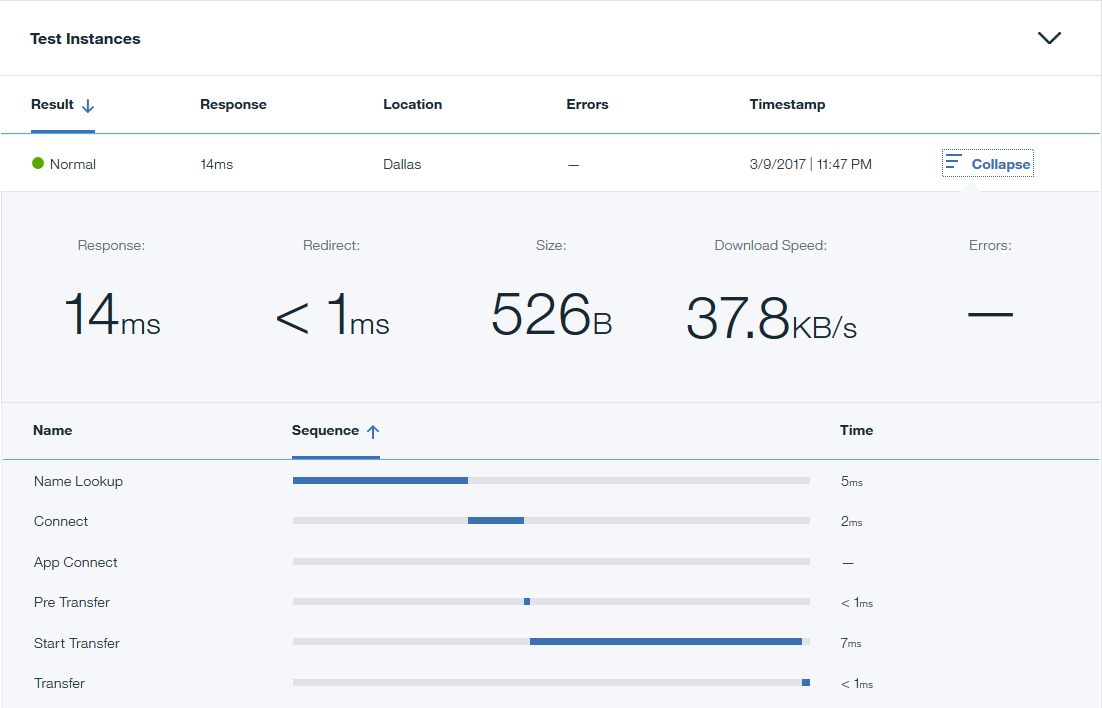 Test Instances
Result Response Location Errors Timestamp
Normal 14ms Dallas — 3/9/2017 | 11:47 PM Collapse
Response: Redirect: Size: Download Speed: Errors:
14ms < 1ms 526B 37.8KB/s —
Name Sequence Time
Name Lookup 5ms
Connect 2ms
App Connect —
Pre Transfer < 1ms
Start Transfer 7ms
Transfer < 1ms